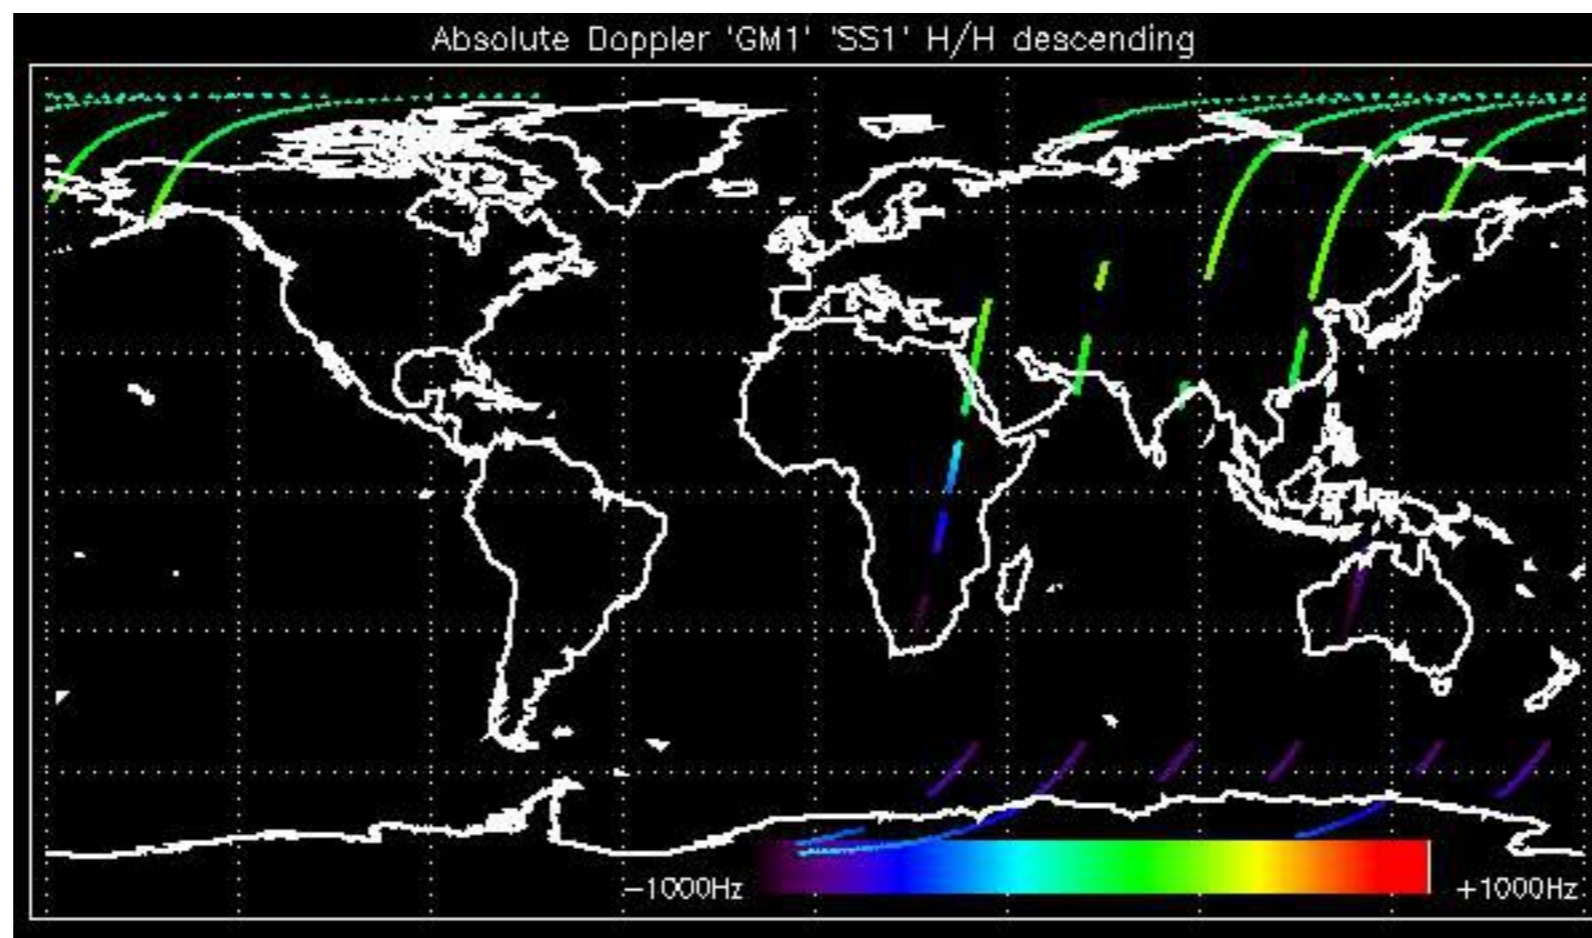 Absolute Doppler 'GM1' 'SS1' H/H descending
-1000Hz
+1000Hz